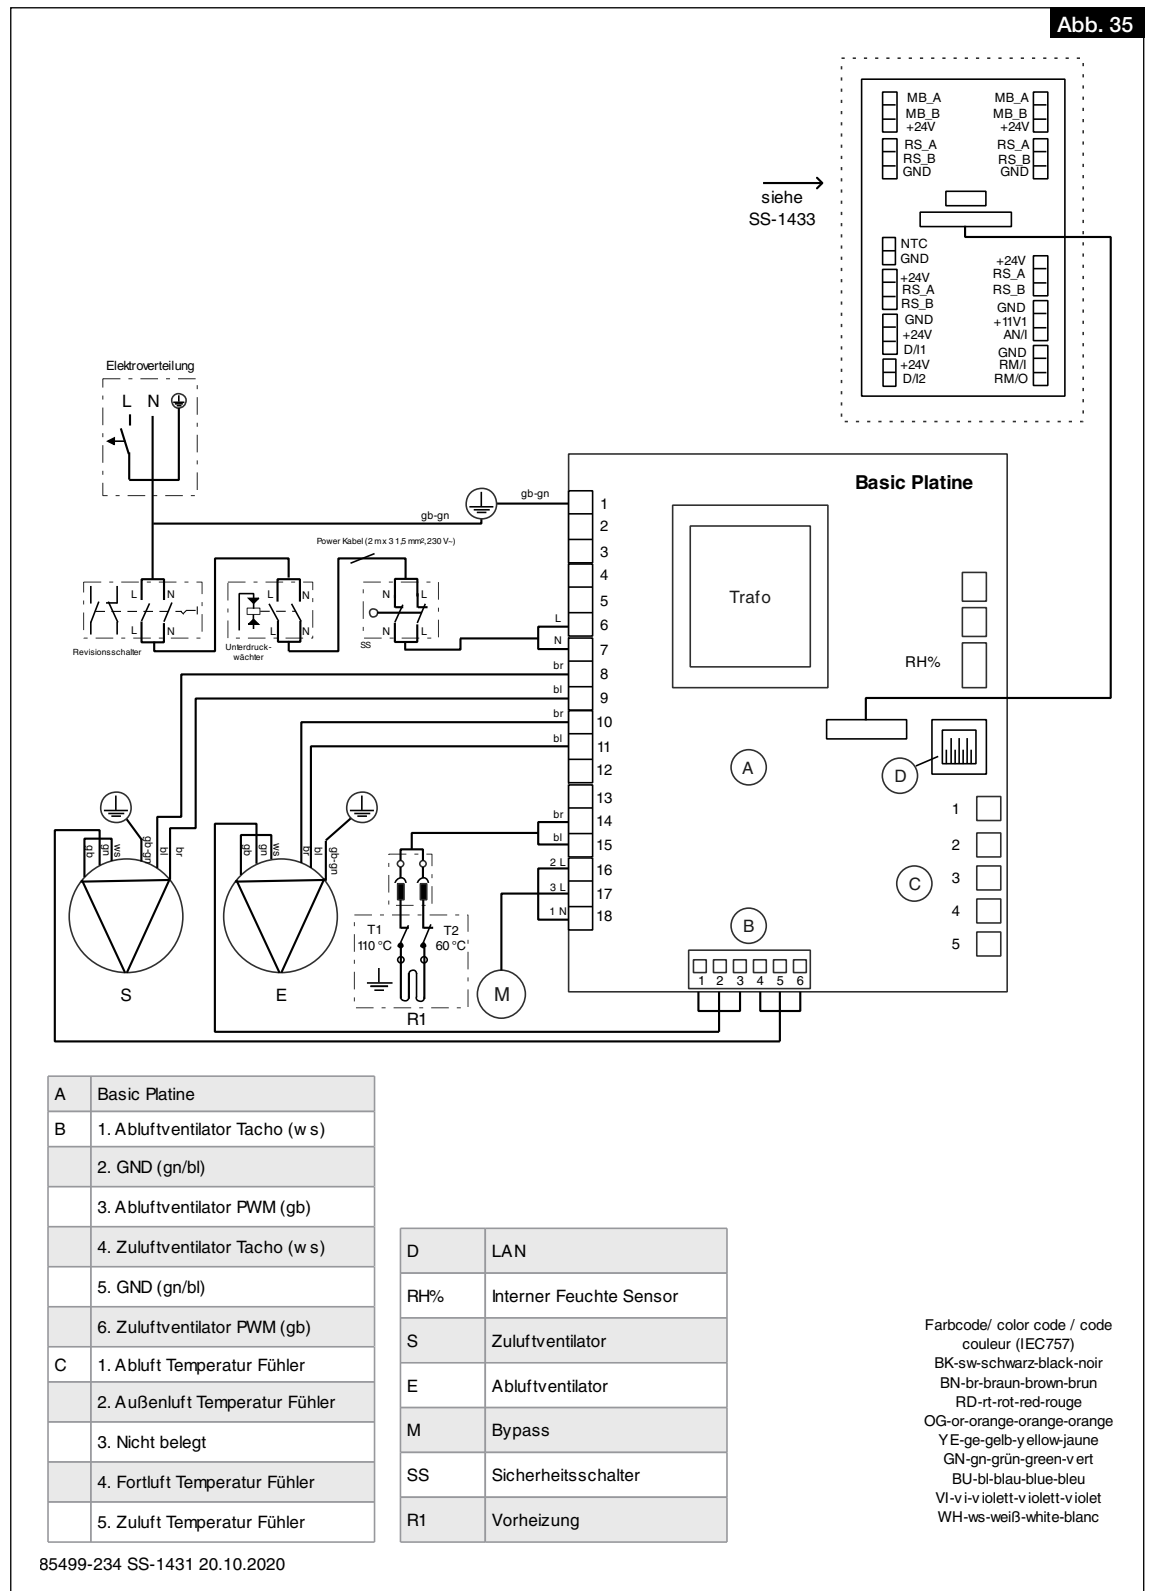 Abb. 35
MB_A MB_A
MB_B MB_B
+24V +24V
RS_A RS_A
RS_B RS_B
GND GND
siehe
SS-1433
NTC
GND
+24V
RS_A
RS_B
GND
+24V
D/I1
+24V
D/I2
+24V
RS_A
RS_B
GND
+11V1
AN/I
GND
RM/I
RM/O
Elektroverteilung
L N
Basic Platine
gb-gn
gb-gn
Power Kabel (2 m x 3 1,5 mm², 230 V~)
L N
L N
N L
L N
L N
N L
Revisionsschalter
Unterdruck-
wächter
SS
L
N
br
bl
br
bl
br
bl
2 L
3 L
1 N
1
2
3
4
5
6
7
8
9
10
11
12
13
14
15
16
17
18
Trafo
RH%
A
D
C
B
1
2
3
4
5
1 2 3 4 5 6
gb gn ws gb-gn bl br
gb gn ws br bl gb-gn
S
E
T1
110 °C
T2
60 °C
R1
M
A Basic Platine
B 1. Abluftventilator Tacho (w s)
2. GND (gn/bl)
3. Abluftventilator PWM (gb)
4. Zuluftventilator Tacho (w s)
5. GND (gn/bl)
6. Zuluftventilator PWM (gb)
C 1. Abluft Temperatur Fühler
2. Außenluft Temperatur Fühler
3. Nicht belegt
4. Fortluft Temperatur Fühler
5. Zuluft Temperatur Fühler
D LAN
RH% Interner Feuchte Sensor
S Zuluftventilator
E Abluftventilator
M Bypass
SS Sicherheitsschalter
R1 Vorheizung
Farbcode/ color code / code
couleur (IEC757)
BK-sw-schwarz-black-noir
BN-br-braun-brown-brun
RD-rt-rot-red-rouge
OG-or-orange-orange-orange
YE-ge-gelb-y ellow-jaune
GN-gn-grün-green-v ert
BU-bl-blau-blue-bleu
VI-v i-v iolett-v iolett-v iolet
WH-ws-weiß-white-blanc
85499-234 SS-1431 20.10.2020